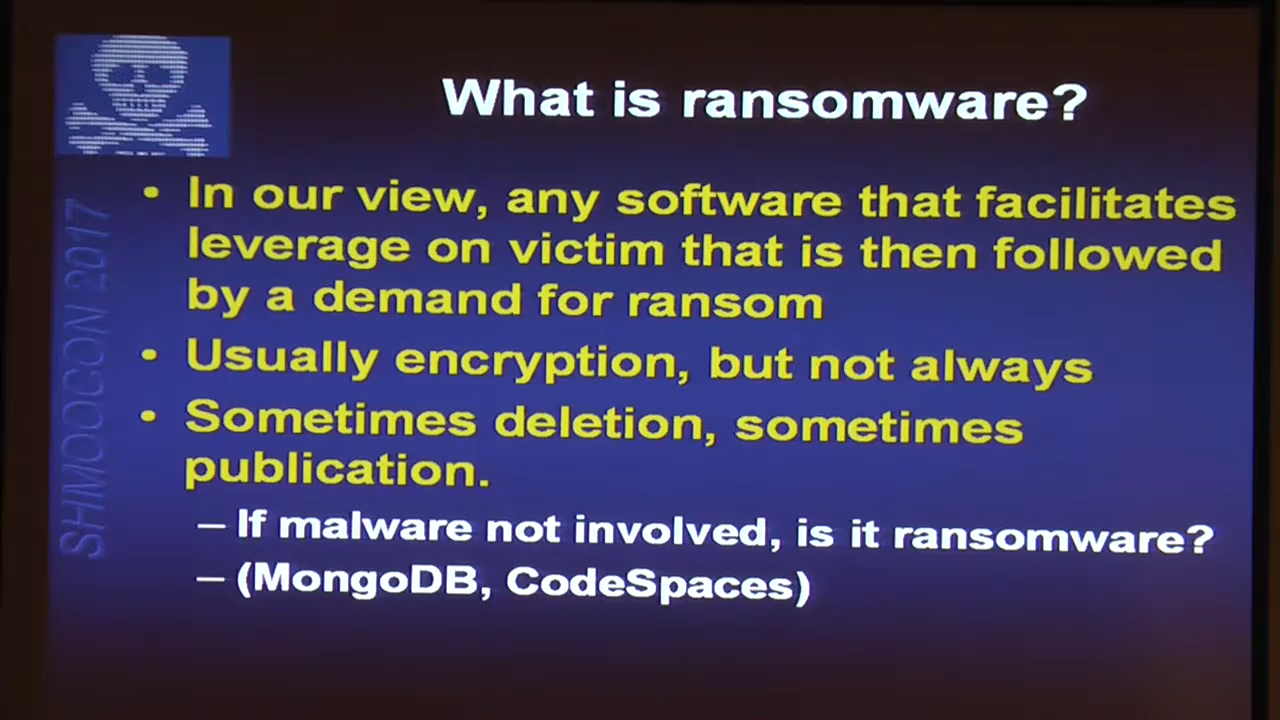 What is ransomware?
• In our view, any software that facilitates
leverage on victim that is then followed
by a demand for ransom
• Usually encryption, but not always
• Sometimes deletion, sometimes
publication.
– If malware not involved, is it ransomware?
– (MongoDB, CodeSpaces)
SHMOOCON 2017